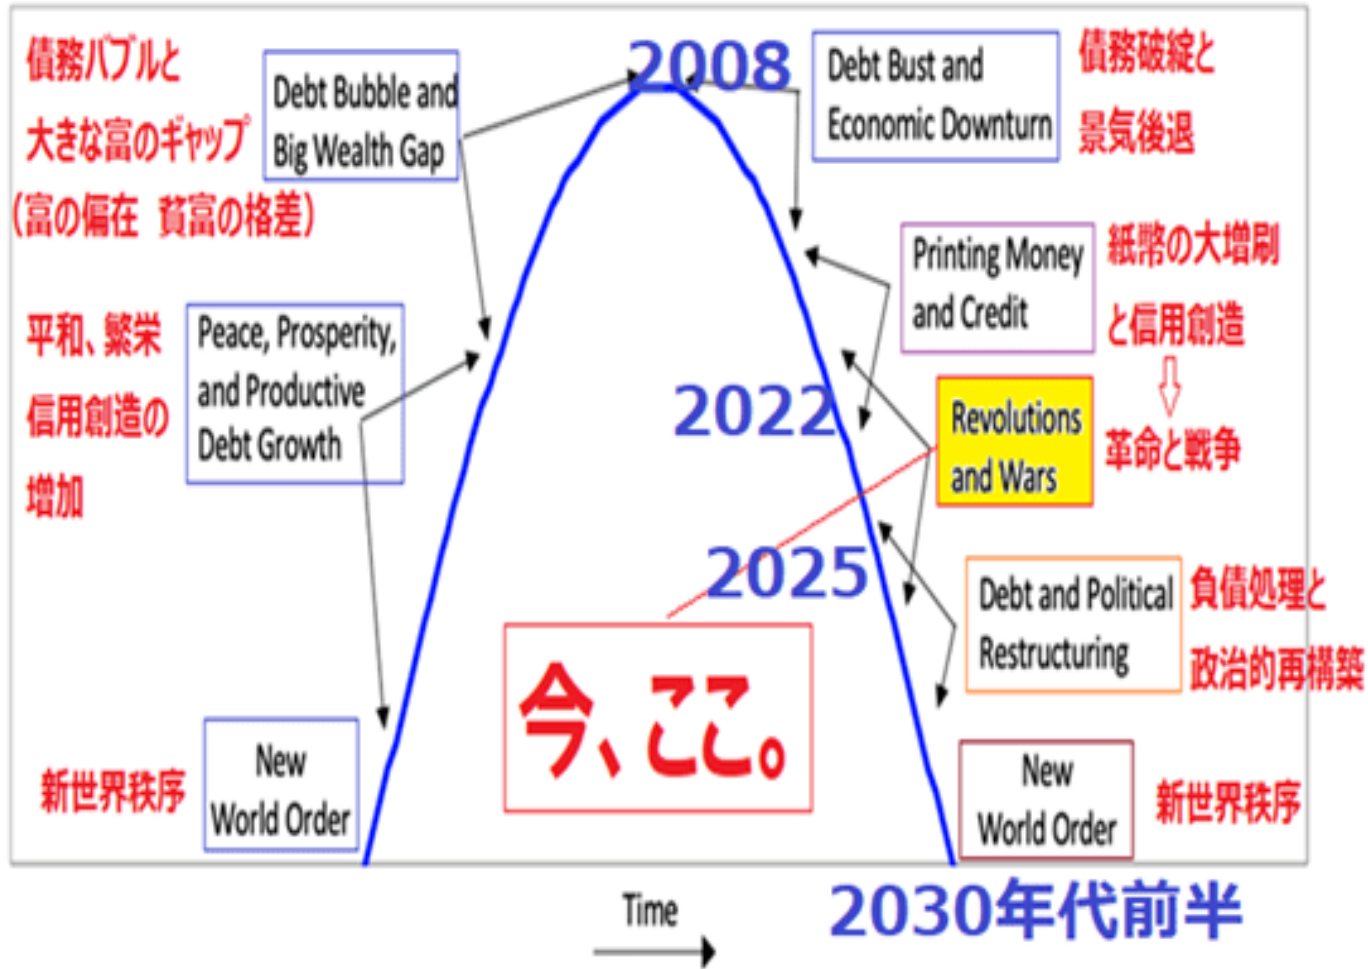 債務バブルと
大きな富のギャップ
（富の偏在 貧富の格差）
Debt Bubble and
Big Wealth Gap
2008
Debt Bust and
Economic Downturn
債務破綻と
景気後退
平和、繁栄
信用創造の
増加
Peace, Prosperity,
and Productive
Debt Growth
Printing Money
and Credit
紙幣の大増刷
と信用創造
2022
Revolutions
and Wars
革命と戦争
2025
Debt and Political
Restructuring
負債処理と
政治的再構築
今、ここ。
新世界秩序
New
World Order
New
World Order
新世界秩序
Time
2030年代前半